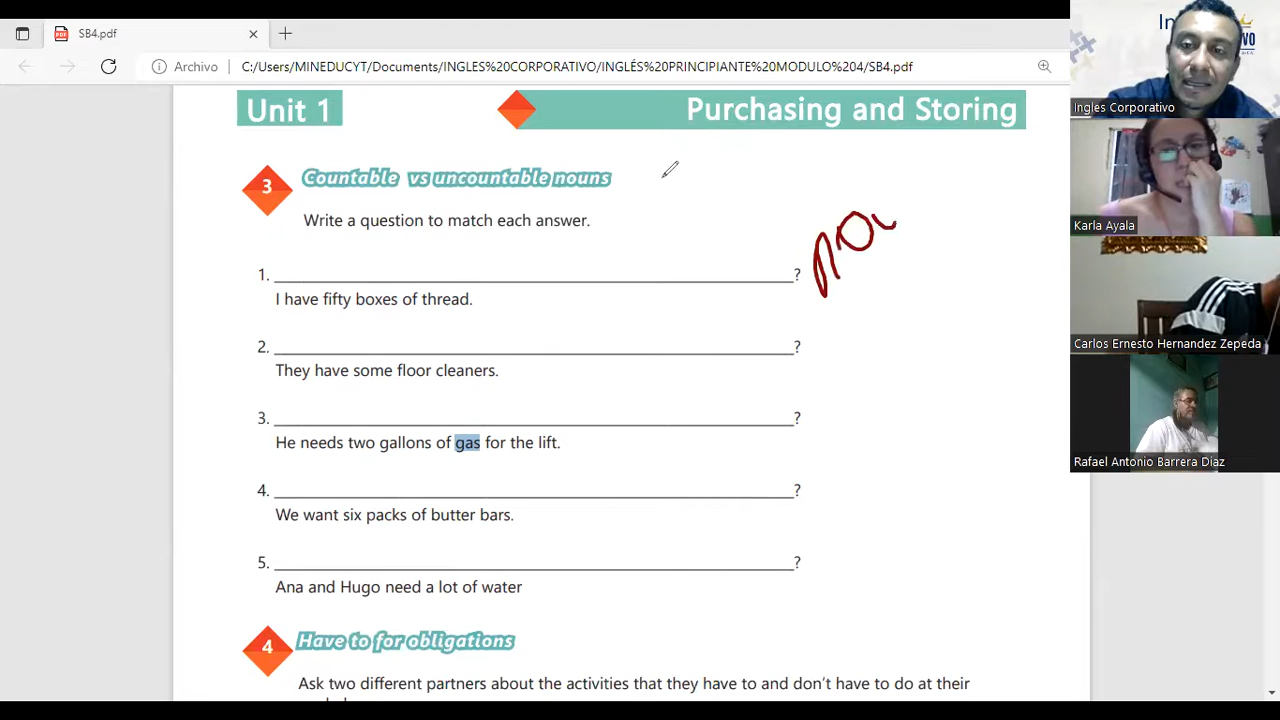 SB4.pdf
Archivo
C:/Users/MINEDUCYT/Documents/INGLES%20CORPORATIVO/INGLÉS%20PRINCIPIANTE%20MODULO%204/SB4.pdf
Unit 1
Purchasing and Storing
3 Countable vs uncountable nouns
Write a question to match each answer.
1. ?
I have fifty boxes of thread.
2. ?
They have some floor cleaners.
3. ?
He needs two gallons of gas for the lift.
4. ?
We want six packs of butter bars.
5. ?
Ana and Hugo need a lot of water
4 Have to for obligations
Ask two different partners about the activities that they have to and don't have to do at their
Ingles Corporativo
Karla Ayala
Carlos Ernesto Hernandez Zepeda
Rafael Antonio Barrera Diaz